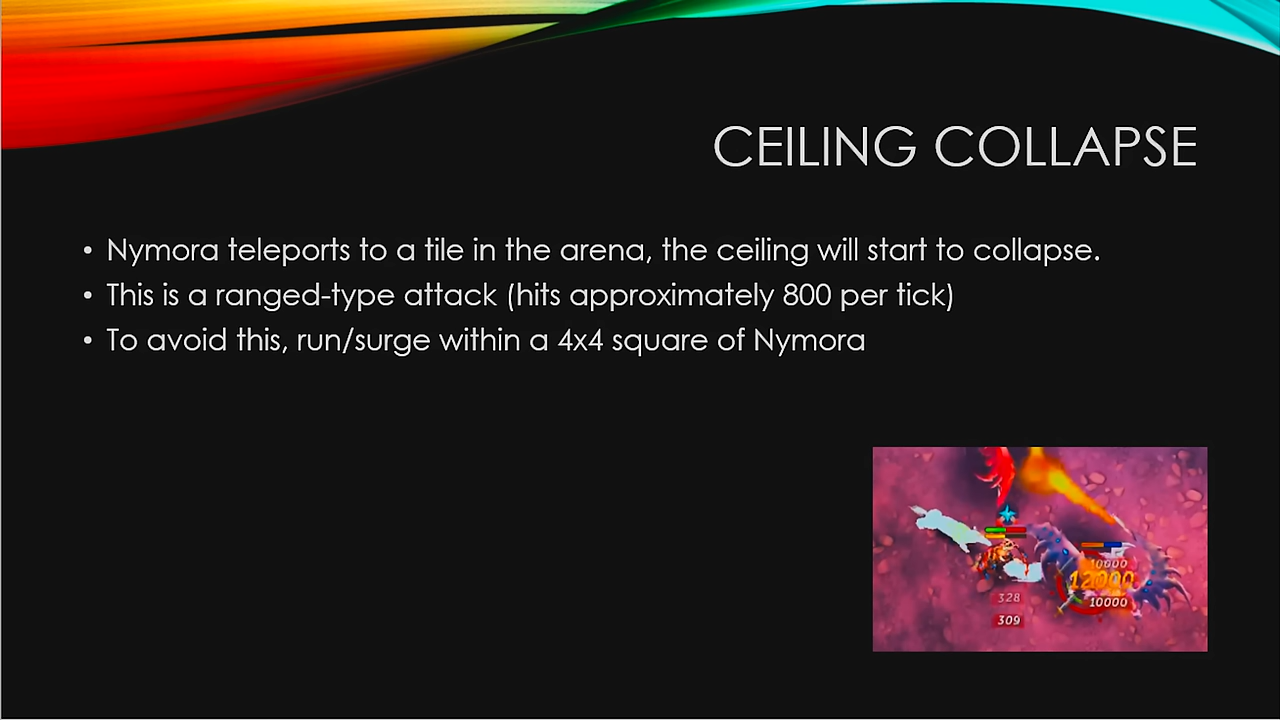 CEILING COLLAPSE
• Nymora teleports to a tile in the arena, the ceiling will start to collapse.
• This is a ranged-type attack (hits approximately 800 per tick)
• To avoid this, run/surge within a 4x4 square of Nymora
10000
12000
328
10000
309